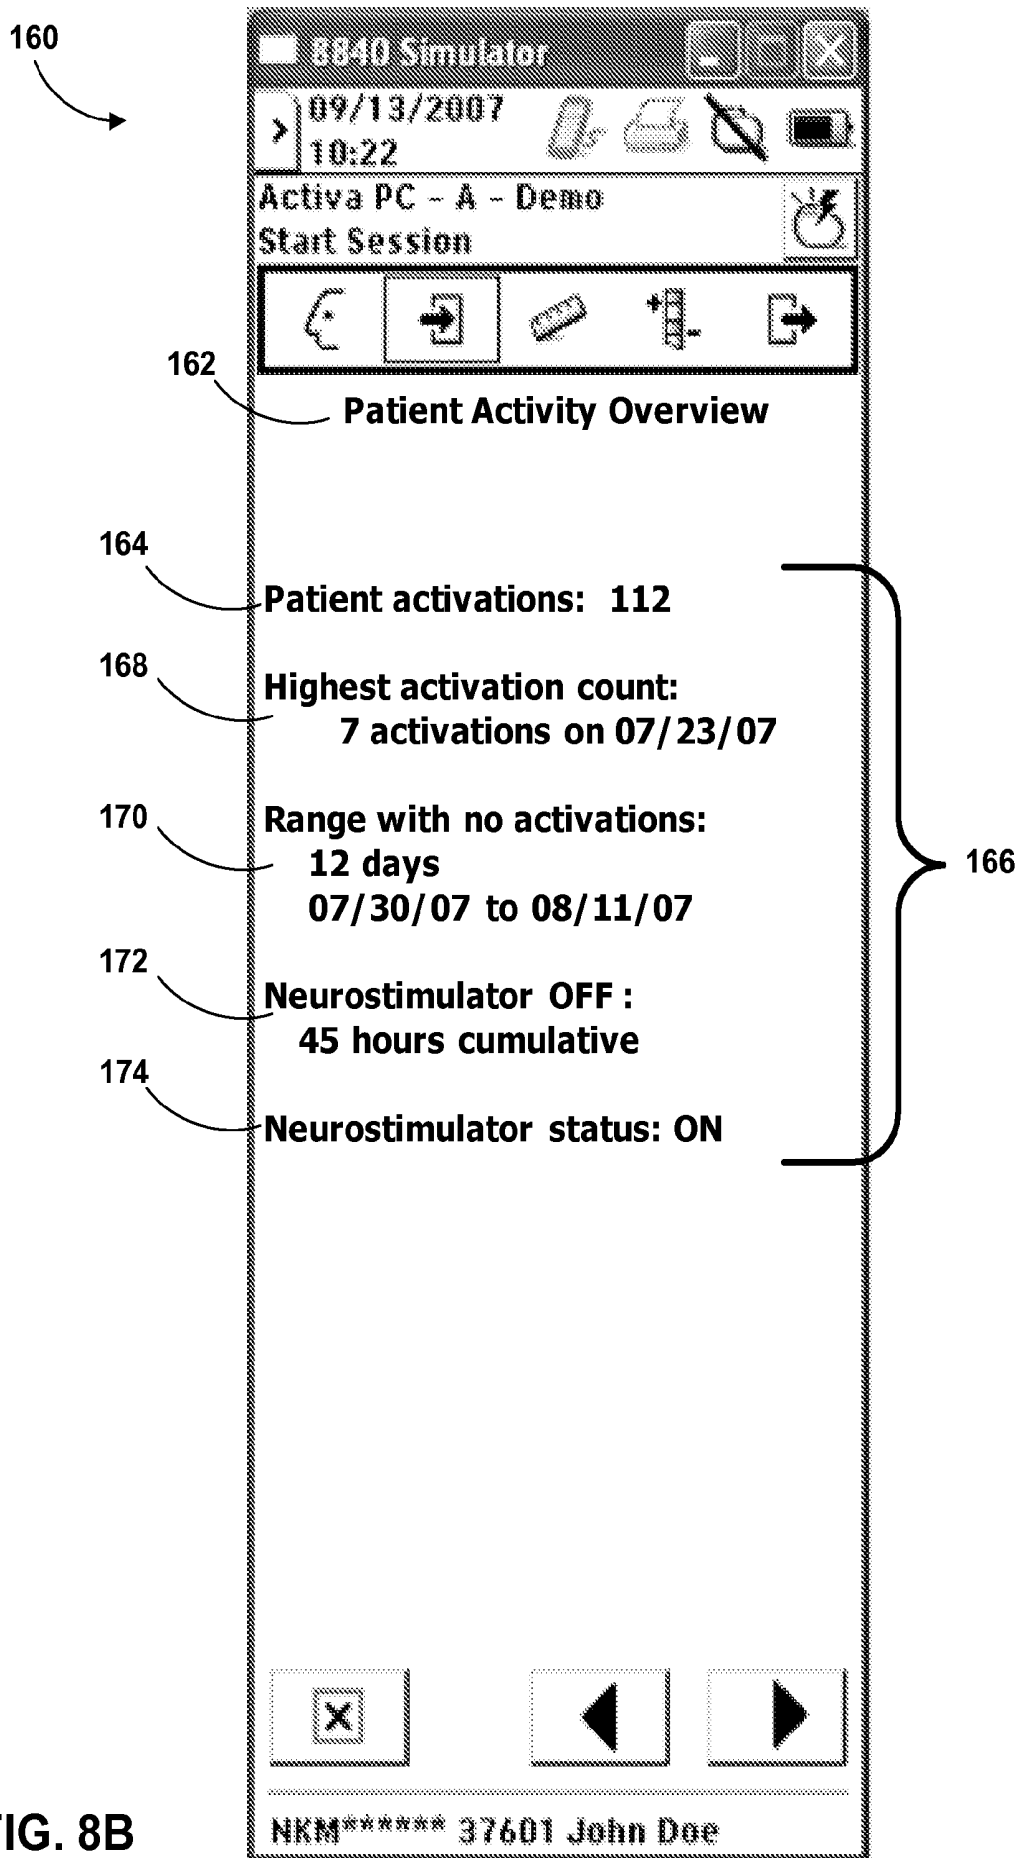 160
8840 Simulator
09/13/2007
10:22
Activa PC - A - Demo
Start Session
162
Patient Activity Overview
164
Patient activations: 112
168
Highest activation count:
7 activations on 07/23/07
170
Range with no activations:
12 days
166
07/30/07 to 08/11/07
172
Neurostimulator OFF :
45 hours cumulative
174
Neurostimulator status: ON
FIG. 8B
NKM****** 37601 John Doe